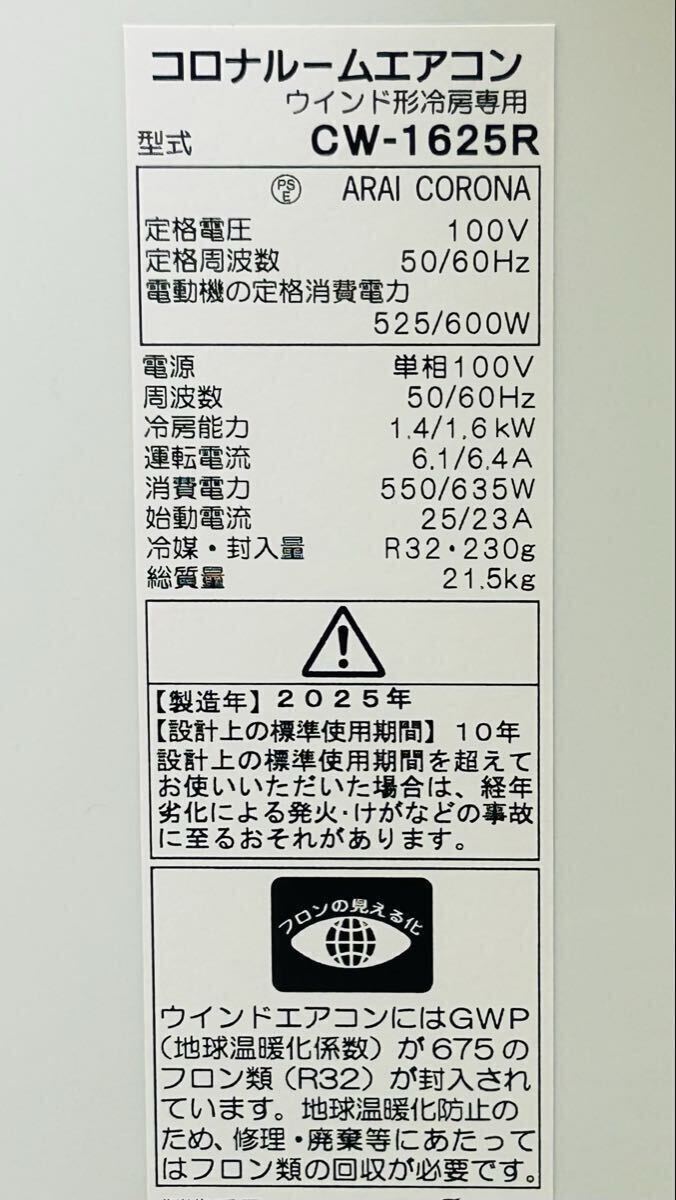 コロナルームエアコン
ウインド形冷房専用
型式 CW-1625R
PSE ARAI CORONA
定格電圧 100V
定格周波数 50/60Hz
電動機の定格消費電力
525/600W
電源 単相100V
周波数 50/60Hz
冷房能力 1.4/1.6kW
運転電流 6.1/6.4A
消費電力 550/635W
始動電流 25/23A
冷媒・封入量 R32・230g
総質量 21.5kg
【製造年】2025年
【設計上の標準使用期間】10年
設計上の標準使用期間を超えて
お使いいただいた場合は、経年
劣化による発火・けがなどの事故
に至るおそれがあります。
フロンの見える化
ウインドエアコンにはGWP
（地球温暖化係数）が675の
フロン類（R32）が封入され
ています。地球温暖化防止の
ため、修理・廃棄等にあたって
はフロン類の回収が必要です。